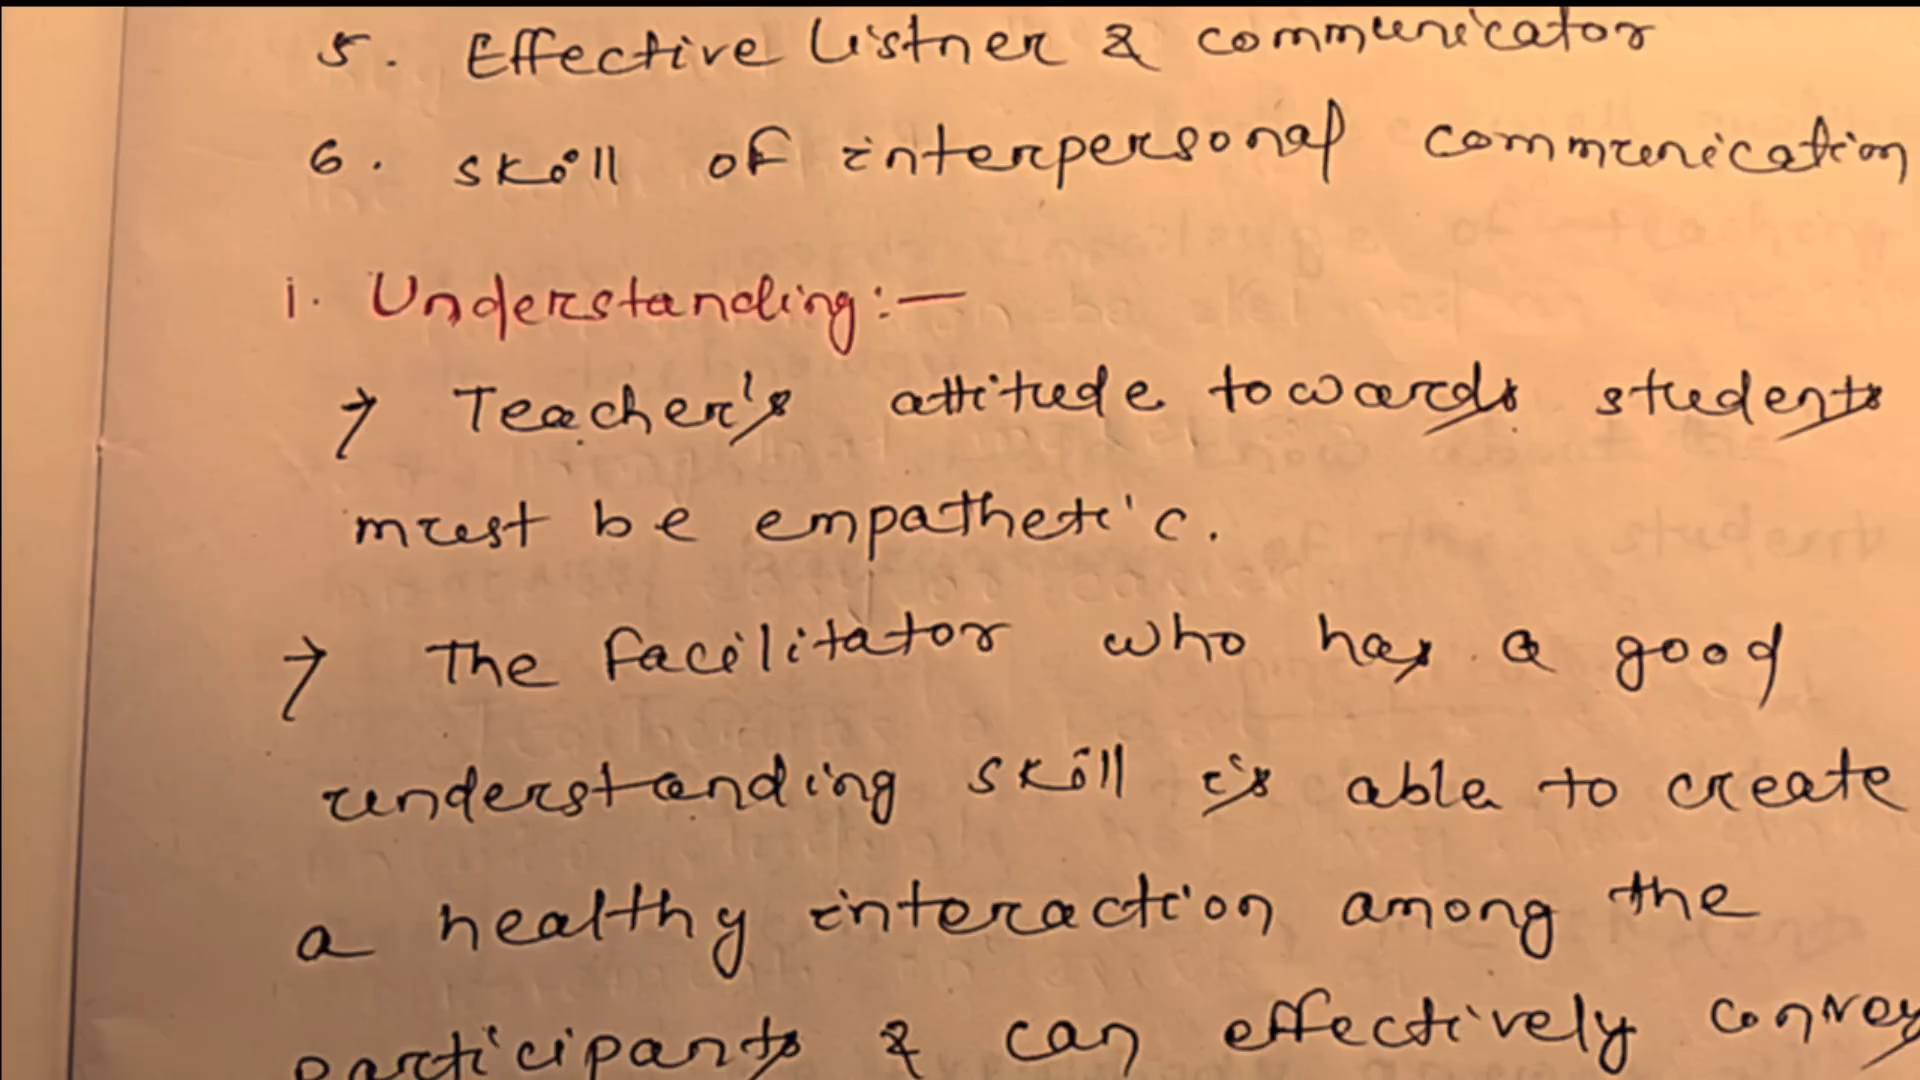 5. Effective Listner & communicator
6. skill of interpersonal communication
i. Understanding:—
→ Teacher's attitude towards students
must be empathetic.
→ The facilitator who has a good
understanding skill is able to create
a healthy interaction among the
participants & can effectively convey